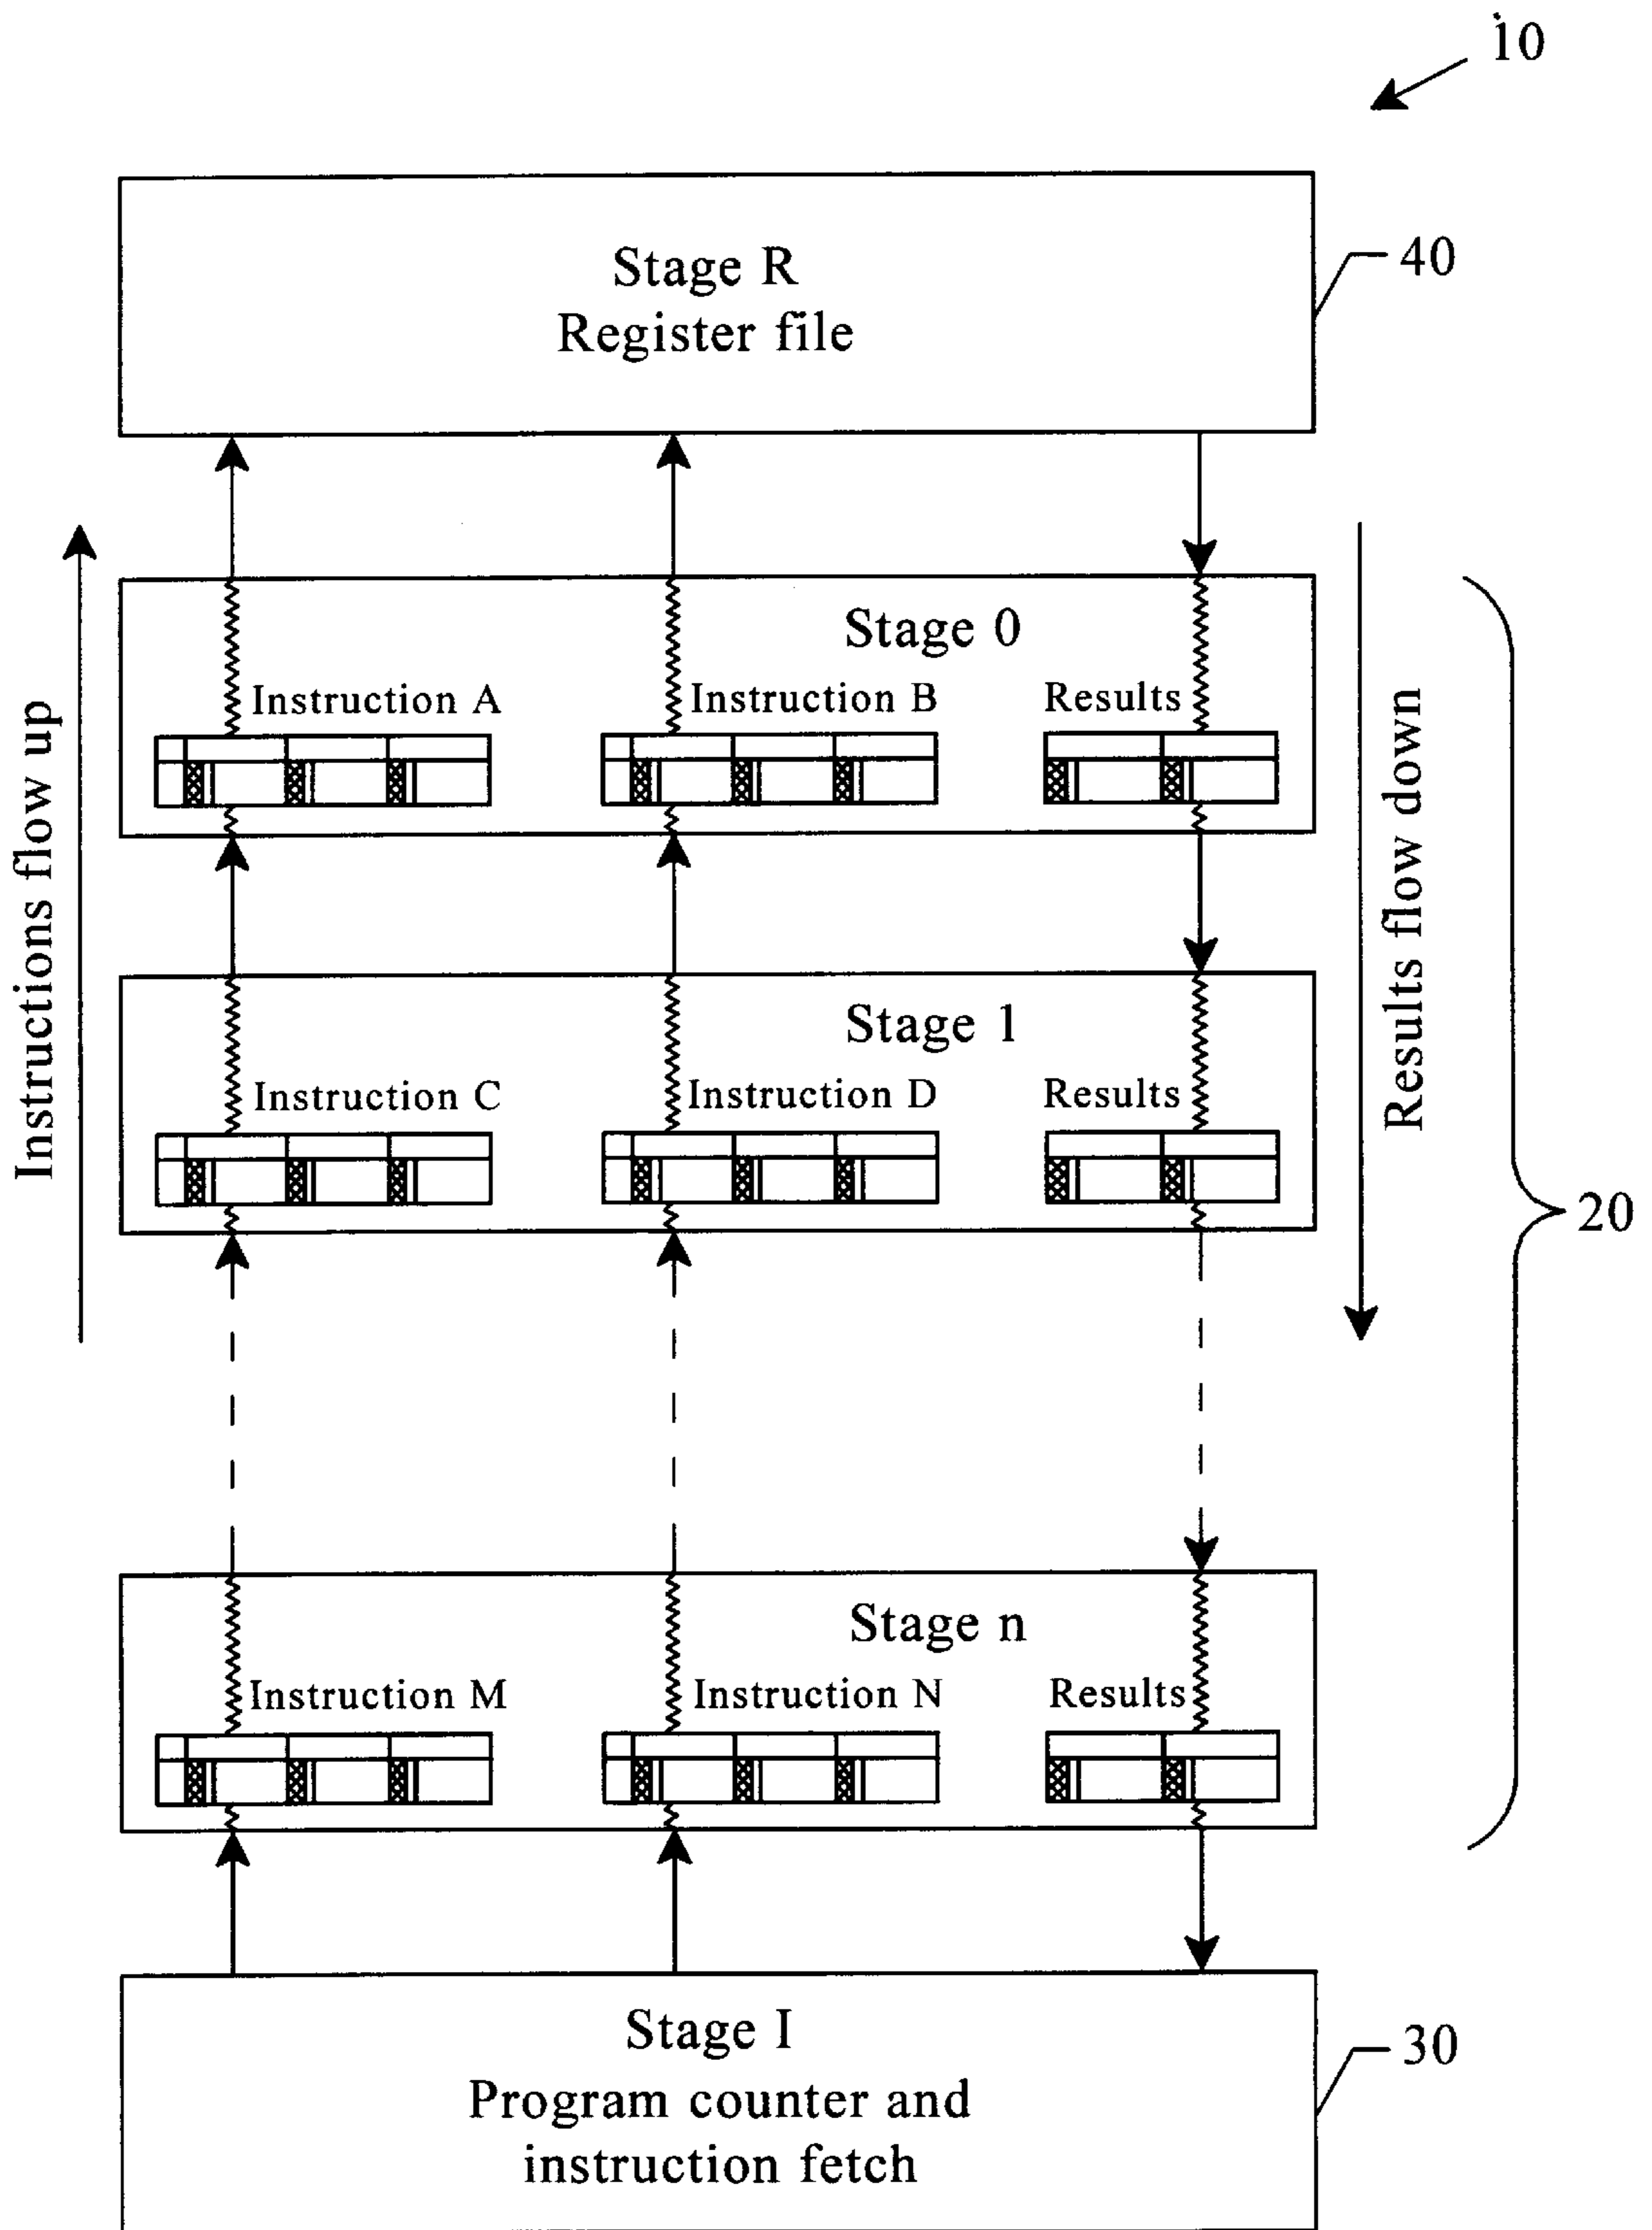 10
Stage R
Register file
40
Instructions flow up
Results flow down
Stage 0
Instruction A
Instruction B
Results
Stage 1
Instruction C
Instruction D
Results
20
Stage n
Instruction M
Instruction N
Results
Stage I
Program counter and
instruction fetch
30